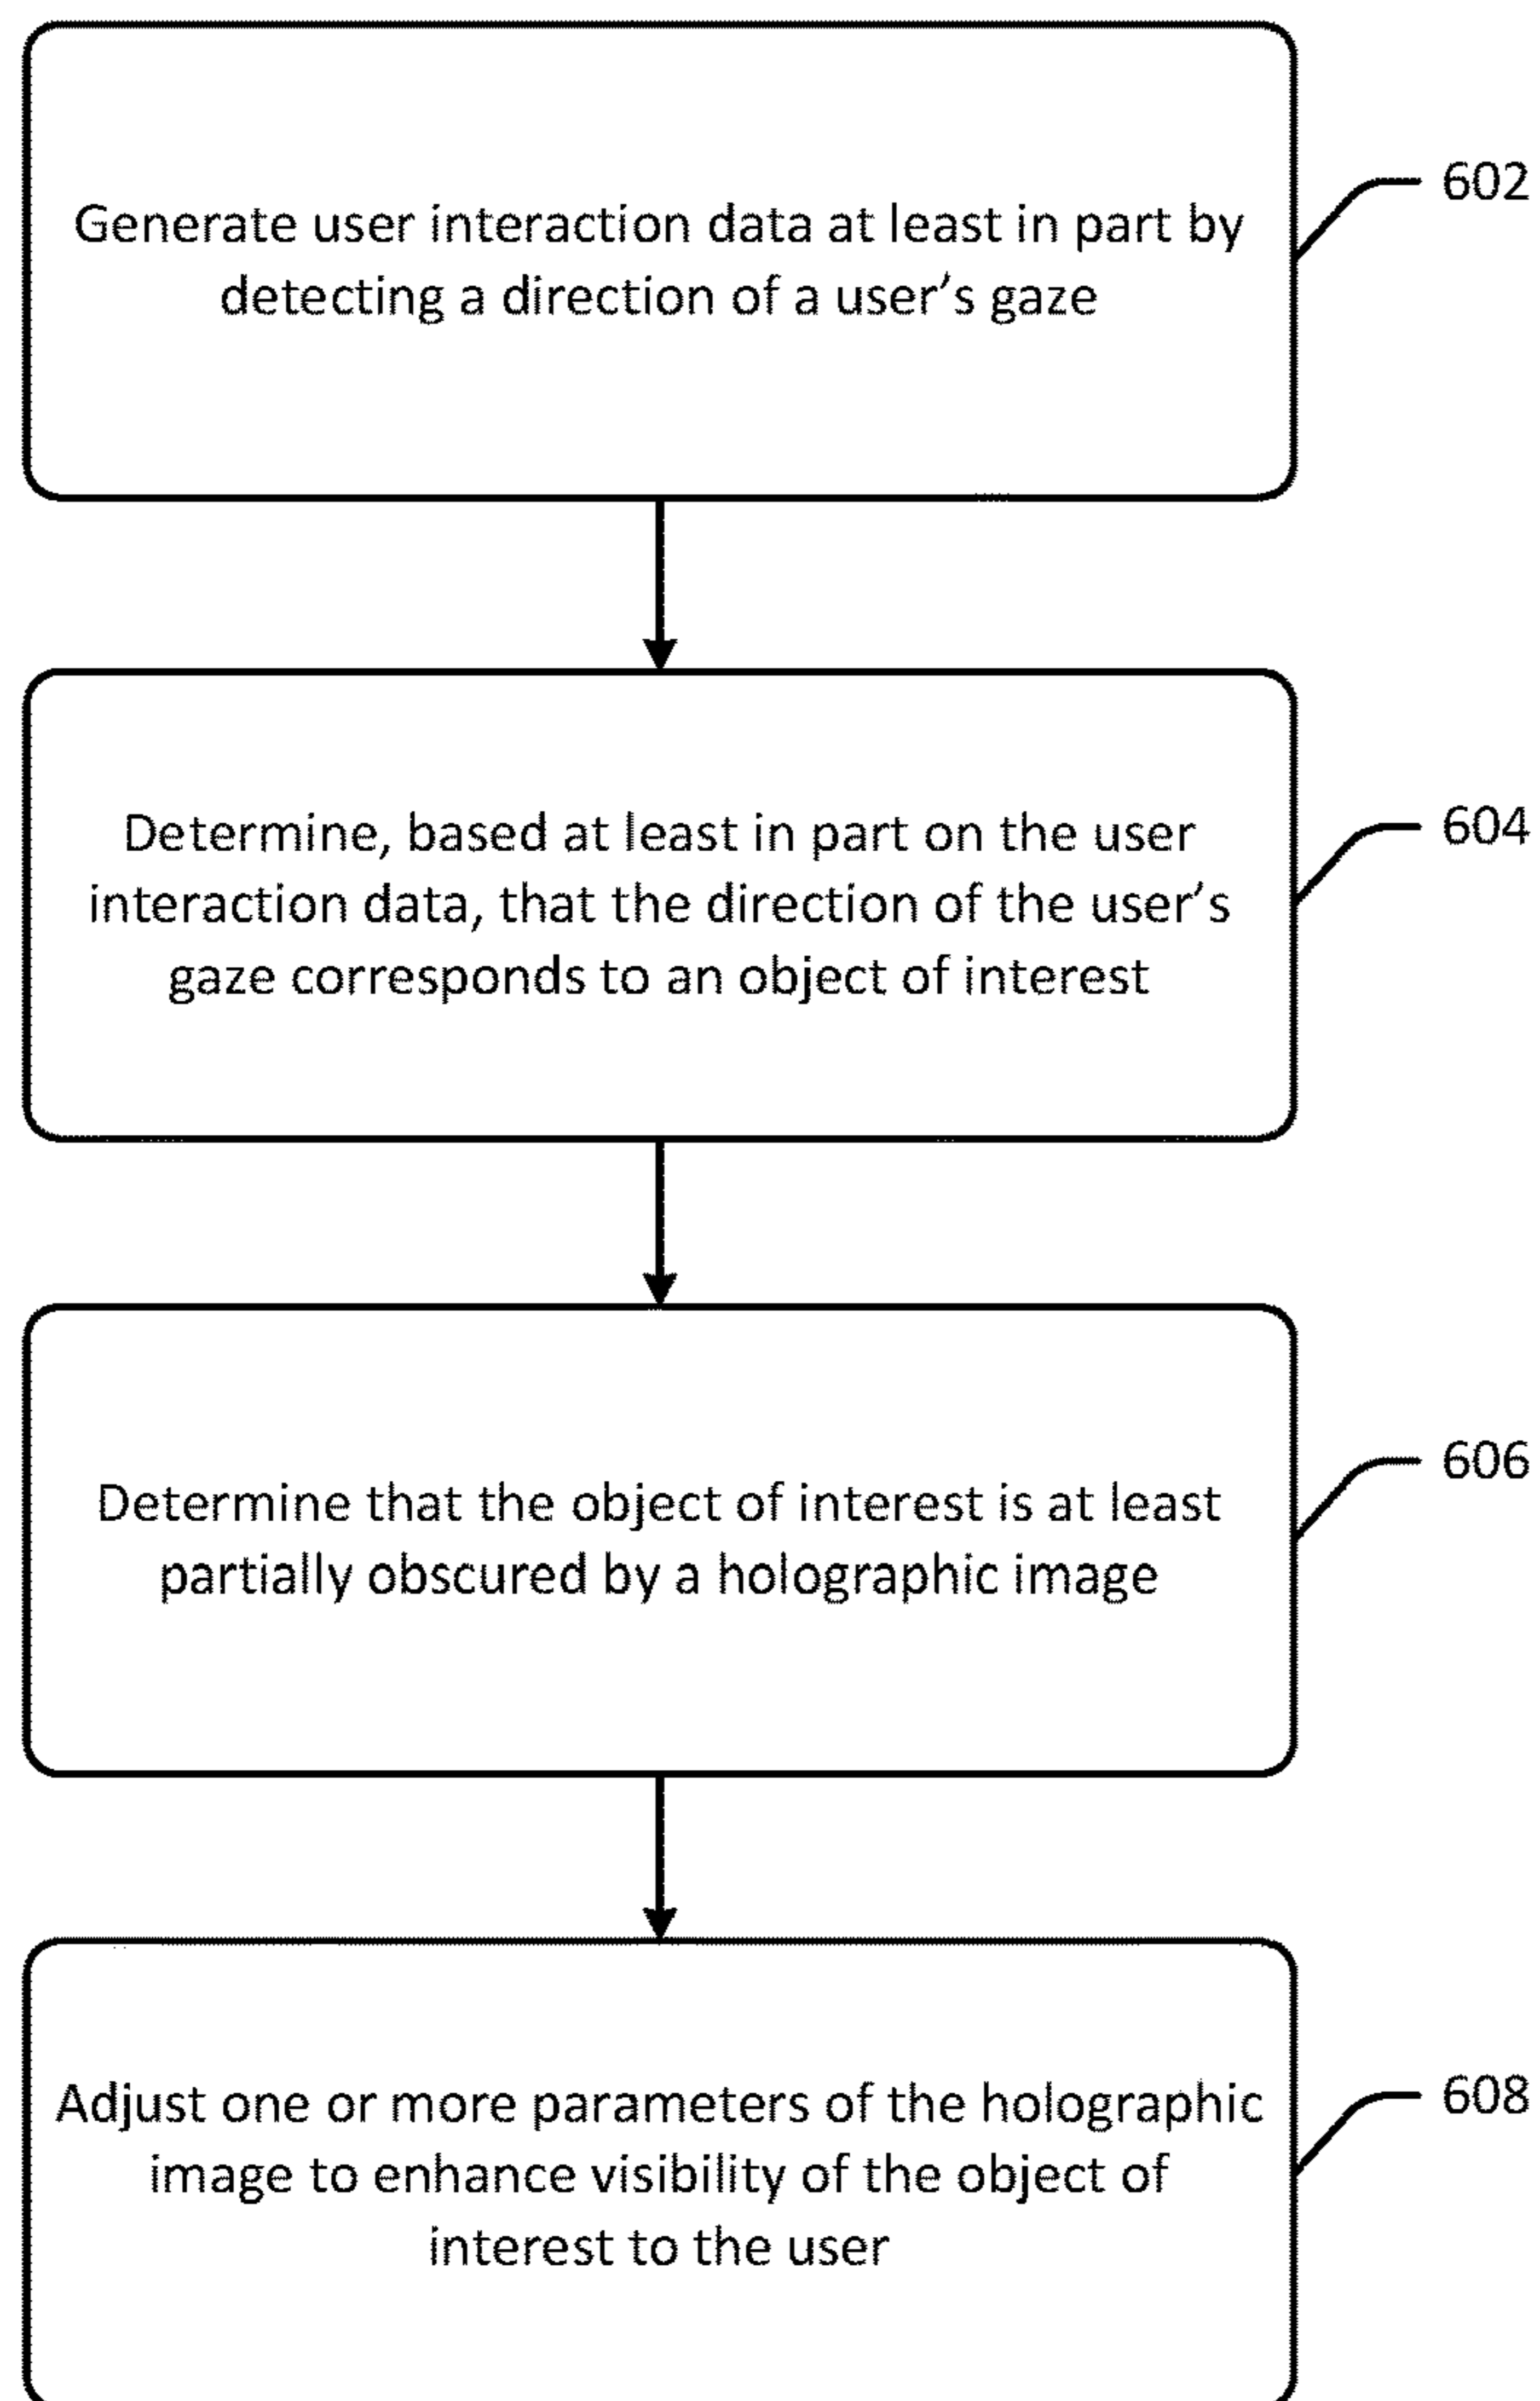 Generate user interaction data at least in part by
detecting a direction of a user’s gaze
602
Determine, based at least in part on the user
interaction data, that the direction of the user’s
gaze corresponds to an object of interest
604
Determine that the object of interest is at least
partially obscured by a holographic image
606
Adjust one or more parameters of the holographic
image to enhance visibility of the object of
interest to the user
608